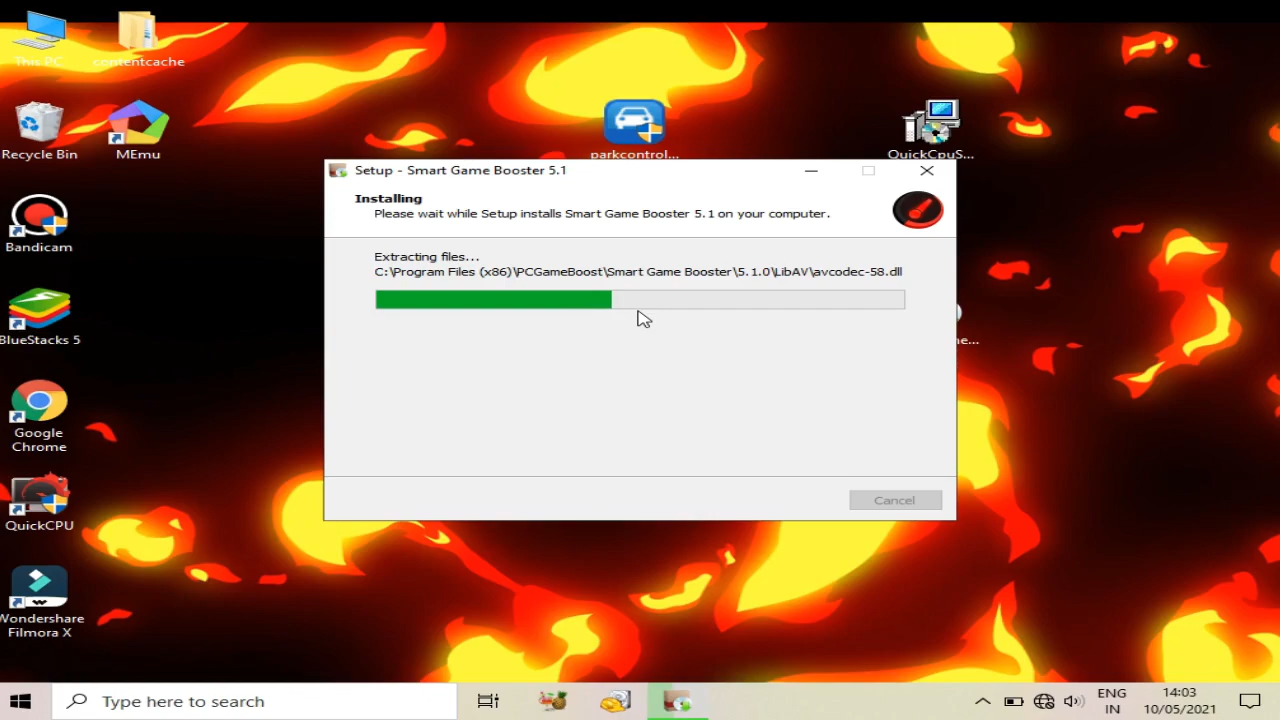 This PC
contentcache
Recycle Bin
MEmu
parkcontrol...
QuickCpuS...
Bandicam
BlueStacks 5
Google
Chrome
QuickCPU
Wondershare
Filmora X
Setup - Smart Game Booster 5.1
Installing
Please wait while Setup installs Smart Game Booster 5.1 on your computer.
Extracting files...
C:\Program Files (x86)\PCGameBoost\Smart Game Booster\5.1.0\LibAV\avcodec-58.dll
Cancel
ne...
Type here to search
ENG
IN
14:03
10/05/2021